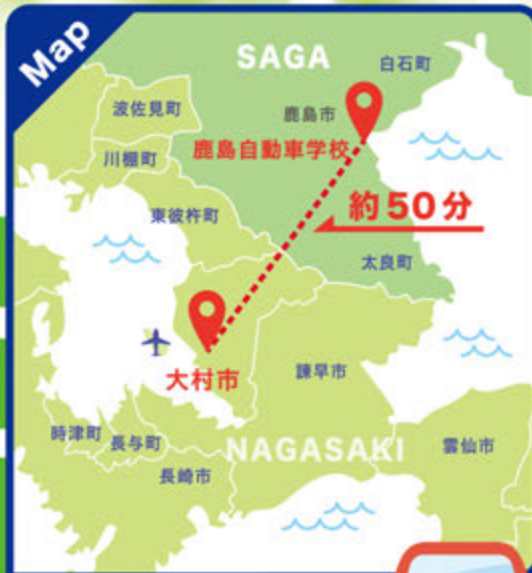 Map
SAGA
白石町
波佐見町
鹿島市
川棚町
鹿島自動車学校
東彼杵町
約50分
太良町
大村市
諫早市
時津町
長与町
NAGASAKI
雲仙市
長崎市